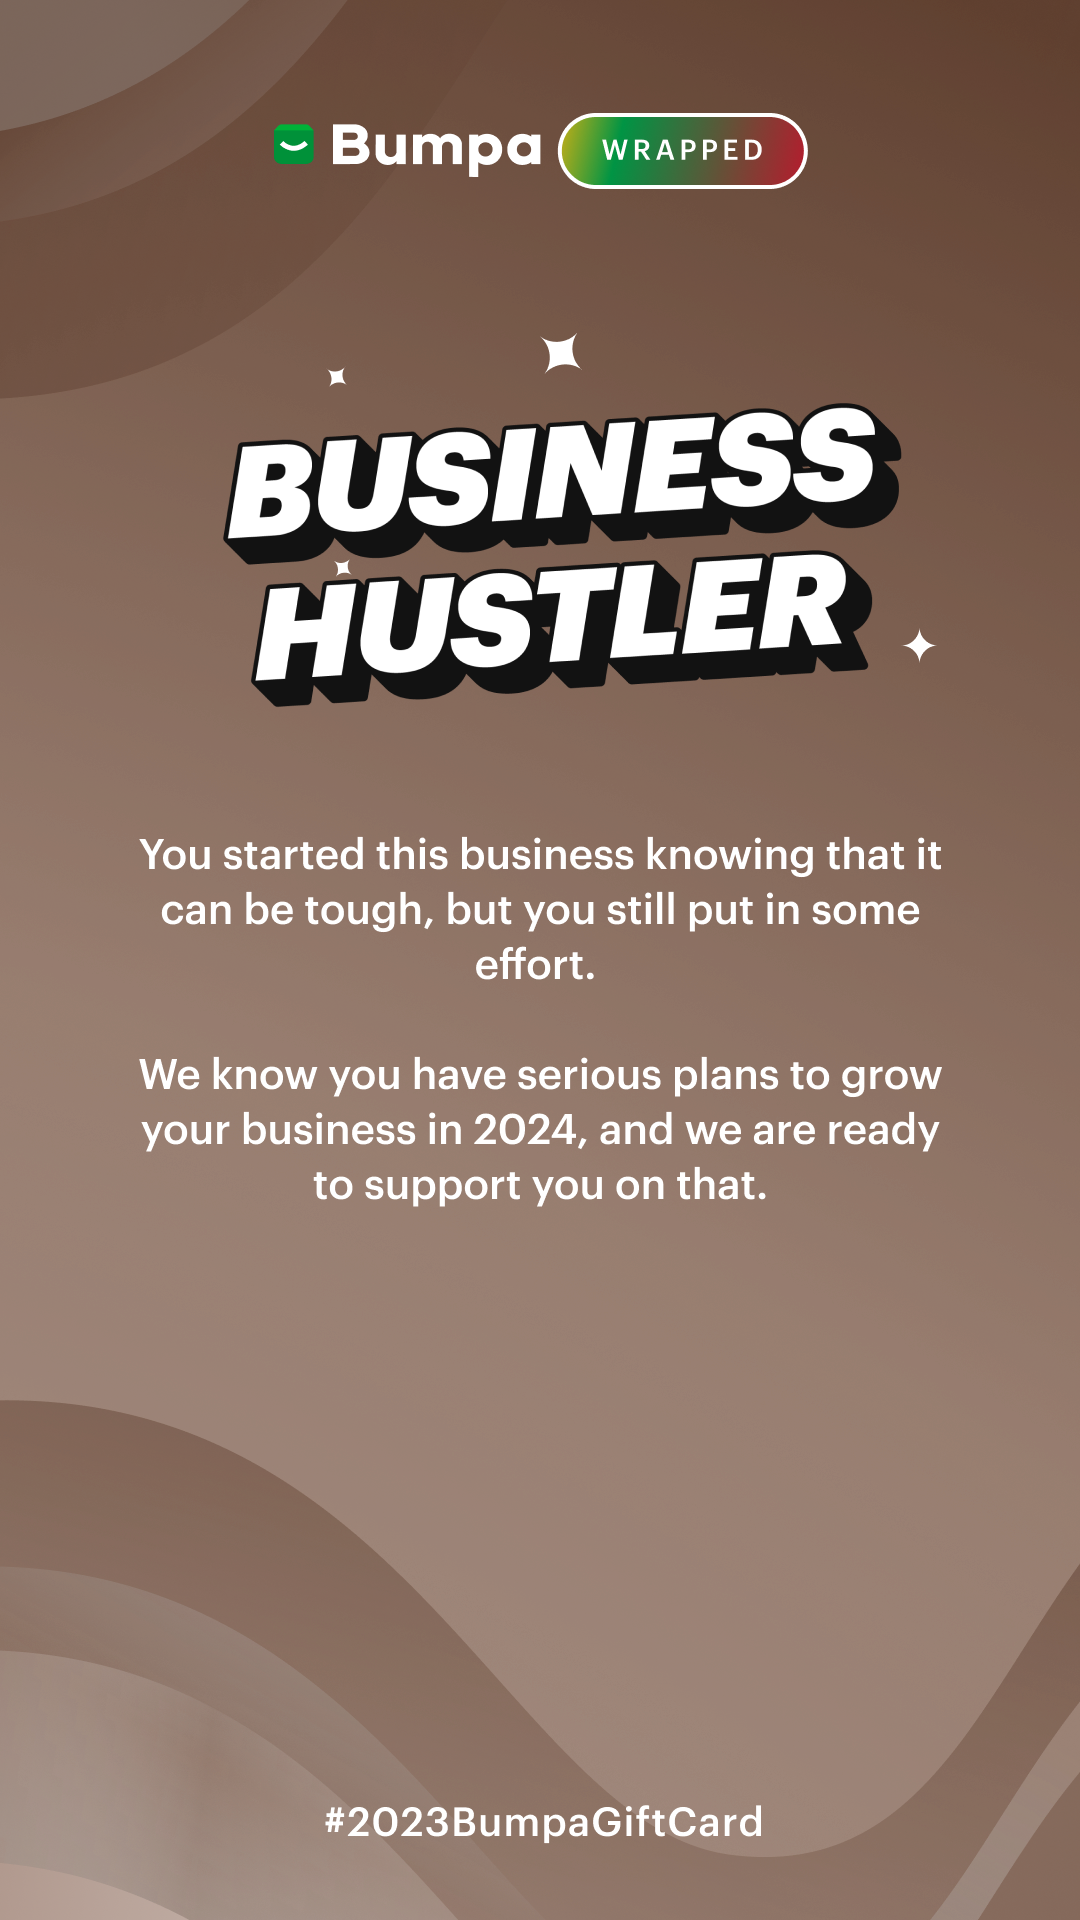 Bumpa WRAPPED
BUSINESS
HUSTLER
You started this business knowing that it
can be tough, but you still put in some
effort.
We know you have serious plans to grow
your business in 2024, and we are ready
to support you on that.
#2023BumpaGiftCard